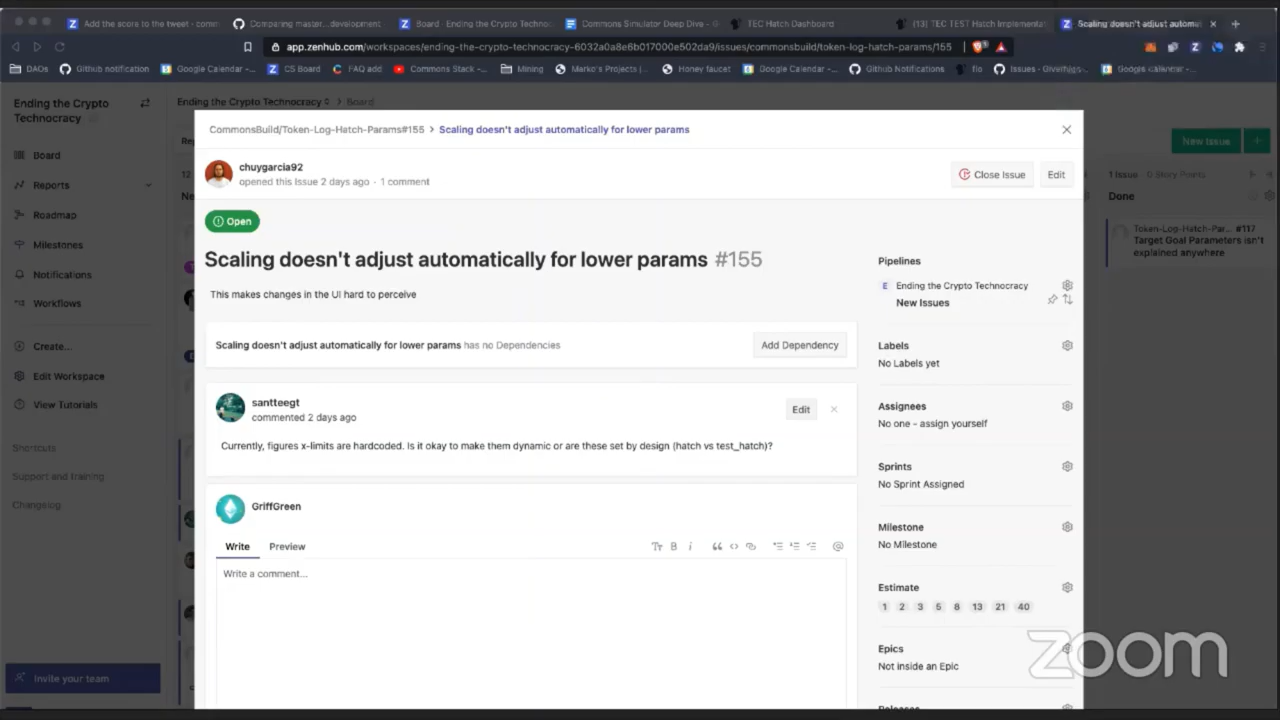 Add the score to the tweet · comm
Comparing master...development
Board · Ending the Crypto Technoc
Commons Simulator Deep Dive - G
TEC Hatch Dashboard
(13) TEC TEST Hatch Implementat
Scaling doesn't adjust automat
app.zenhub.com/workspaces/ending-the-crypto-technocracy-6032a0a8e6b017000e502da9/issues/commonsbuild/token-log-hatch-params/155
DAOs
Github notification
Google Calendar -...
CS Board
FAQ add
Commons Stack -...
Mining
Marko's Projects |...
Honey faucet
Google Calendar -...
Github Notifications
flo
Issues · Giveth/gi...
Google Calendar -...
Ending the Crypto Technocracy
Ending the Crypto Technocracy > Board
Board
Reports
Roadmap
Milestones
Notifications
Workflows
Create...
Edit Workspace
View Tutorials
Shortcuts
Support and training
Changelog
Invite your team
New Issue
CommonsBuild/Token-Log-Hatch-Params#155 > Scaling doesn't adjust automatically for lower params
chuygarcia92
opened this Issue 2 days ago · 1 comment
Close Issue
Edit
Open
Scaling doesn't adjust automatically for lower params #155
This makes changes in the UI hard to perceive
Scaling doesn't adjust automatically for lower params has no Dependencies
Add Dependency
santteegt
commented 2 days ago
Edit
Currently, figures x-limits are hardcoded. Is it okay to make them dynamic or are these set by design (hatch vs test_hatch)?
GriffGreen
Write
Preview
Write a comment...
Pipelines
E Ending the Crypto Technocracy
New Issues
Labels
No Labels yet
Assignees
No one - assign yourself
Sprints
No Sprint Assigned
Milestone
No Milestone
Estimate
1 2 3 5 8 13 21 40
Epics
Not inside an Epic
Releases
1 Issue 0 Story Points
Done
Token-Log-Hatch-Par... #117
Target Goal Parameters isn't
explained anywhere
zoom